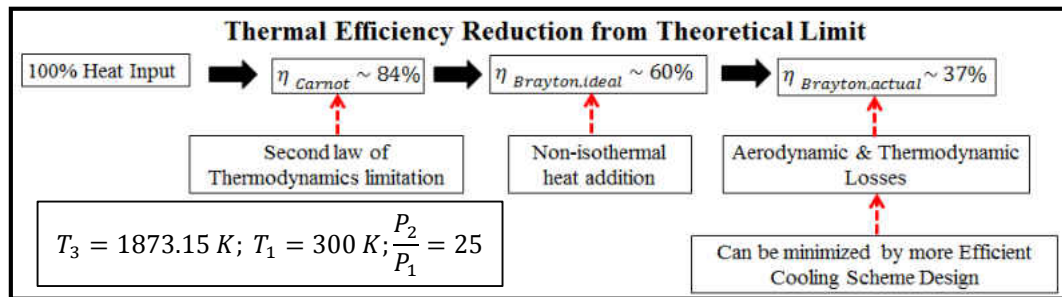 Thermal Efficiency Reduction from Theoretical Limit
100% Heat Input
η Carnot ~ 84%
η Brayton,ideal ~ 60%
η Brayton,actual ~ 37%
Second law of
Thermodynamics limitation
Non-isothermal
heat addition
Aerodynamic & Thermodynamic
Losses
T₃ = 1873.15 K; T₁ = 300 K; P₂/P₁ = 25
Can be minimized by more Efficient
Cooling Scheme Design